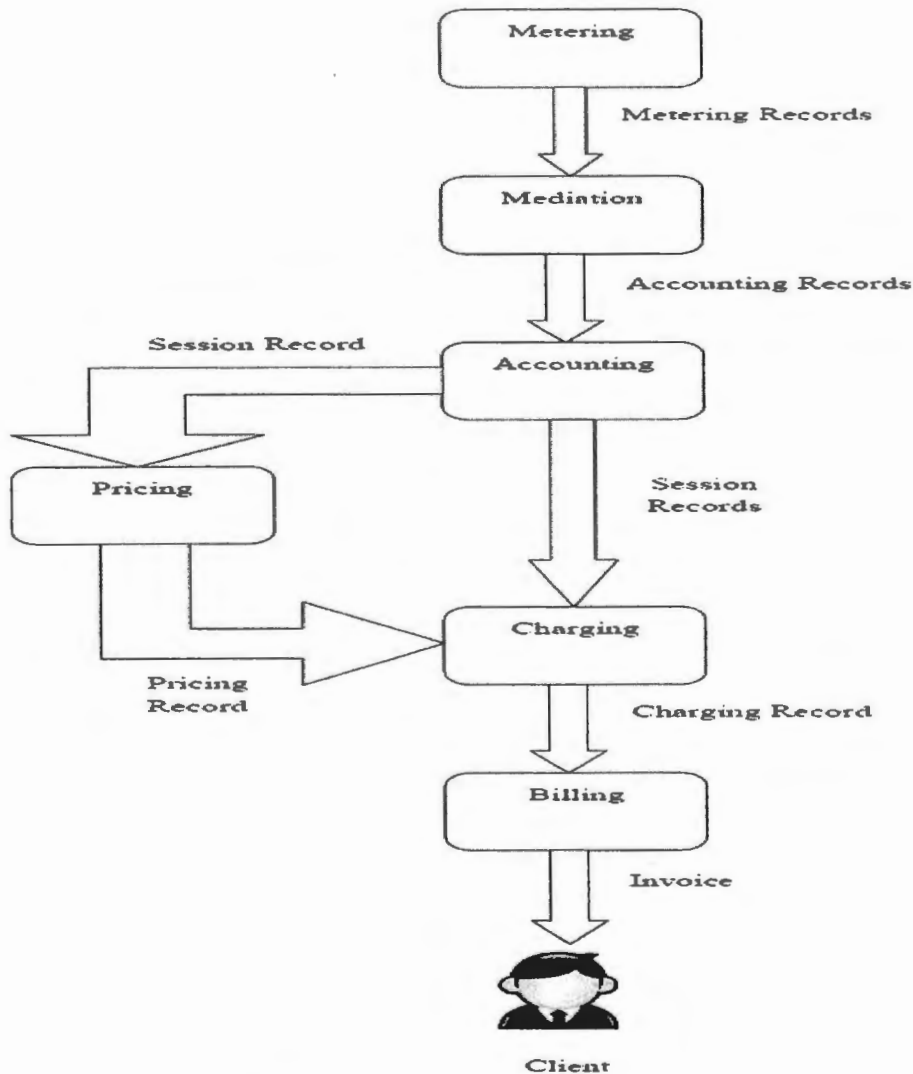 Metering
Metering Records
Mediation
Accounting Records
Session Record
Accounting
Pricing
Session
Records
Charging
Pricing
Record
Charging Record
Billing
Invoice
Client